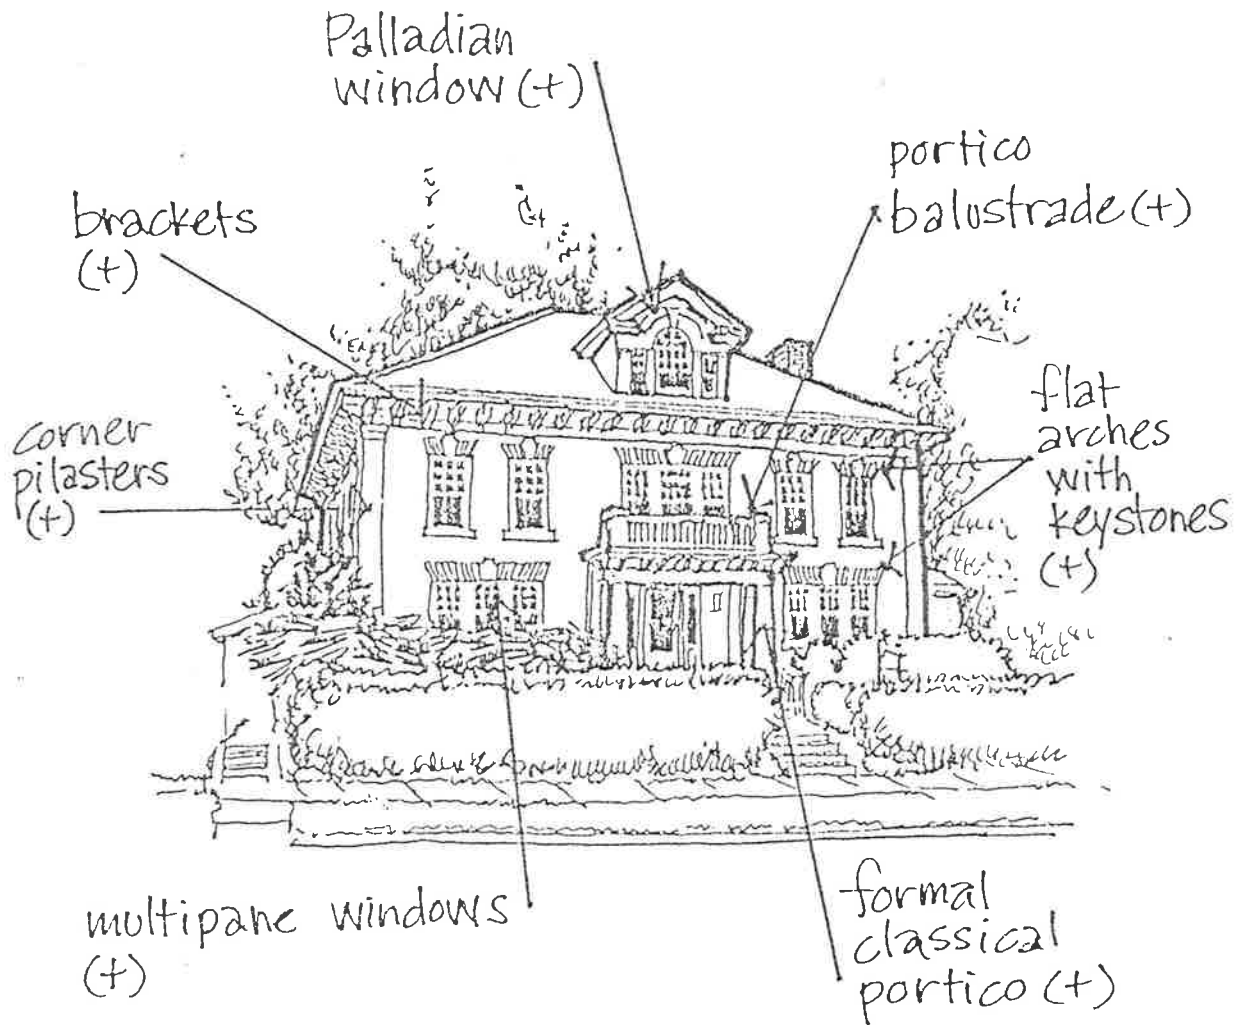 Palladian
window (+)
portico
balustrade (+)
brackets
(+)
flat
arches
with
keystones
(+)
corner
pilasters
(+)
multipane windows
(+)
formal
classical
portico (+)